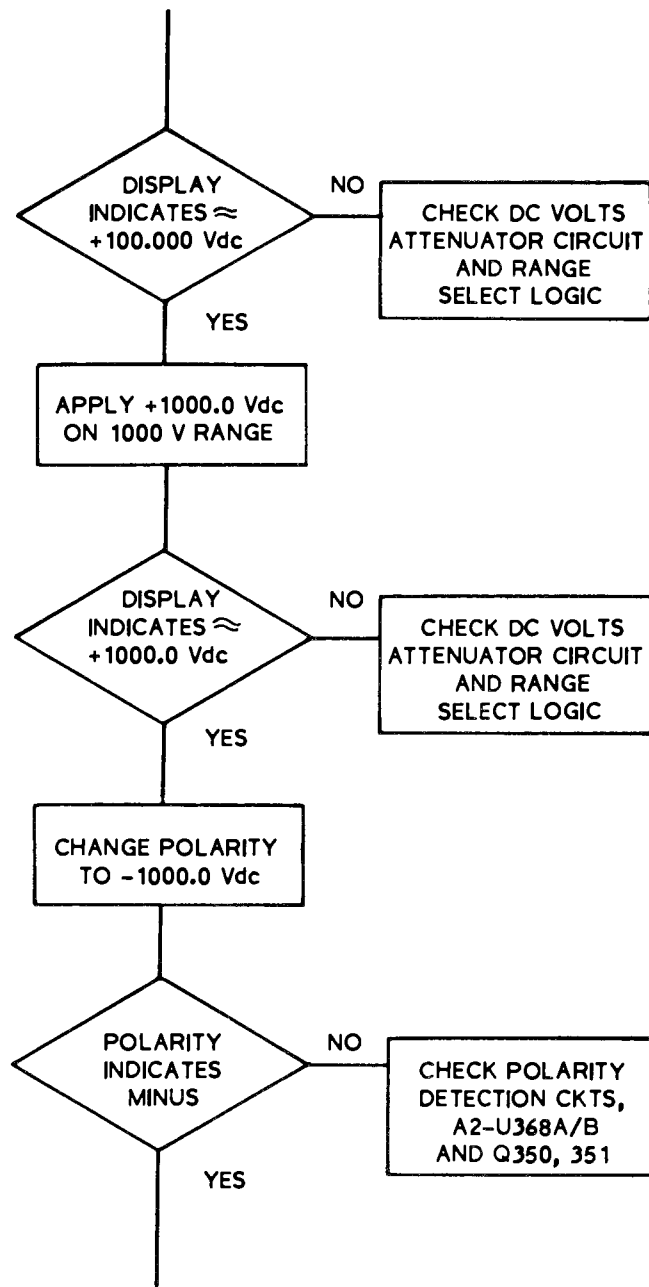 DISPLAY
INDICATES ≈
+100.000 Vdc
NO
CHECK DC VOLTS
ATTENUATOR CIRCUIT
AND RANGE
SELECT LOGIC
YES
APPLY +1000.0 Vdc
ON 1000 V RANGE
DISPLAY
INDICATES ≈
+1000.0 Vdc
NO
CHECK DC VOLTS
ATTENUATOR CIRCUIT
AND RANGE
SELECT LOGIC
YES
CHANGE POLARITY
TO -1000.0 Vdc
POLARITY
INDICATES
MINUS
NO
CHECK POLARITY
DETECTION CKTS,
A2-U368A/B
AND Q350, 351
YES